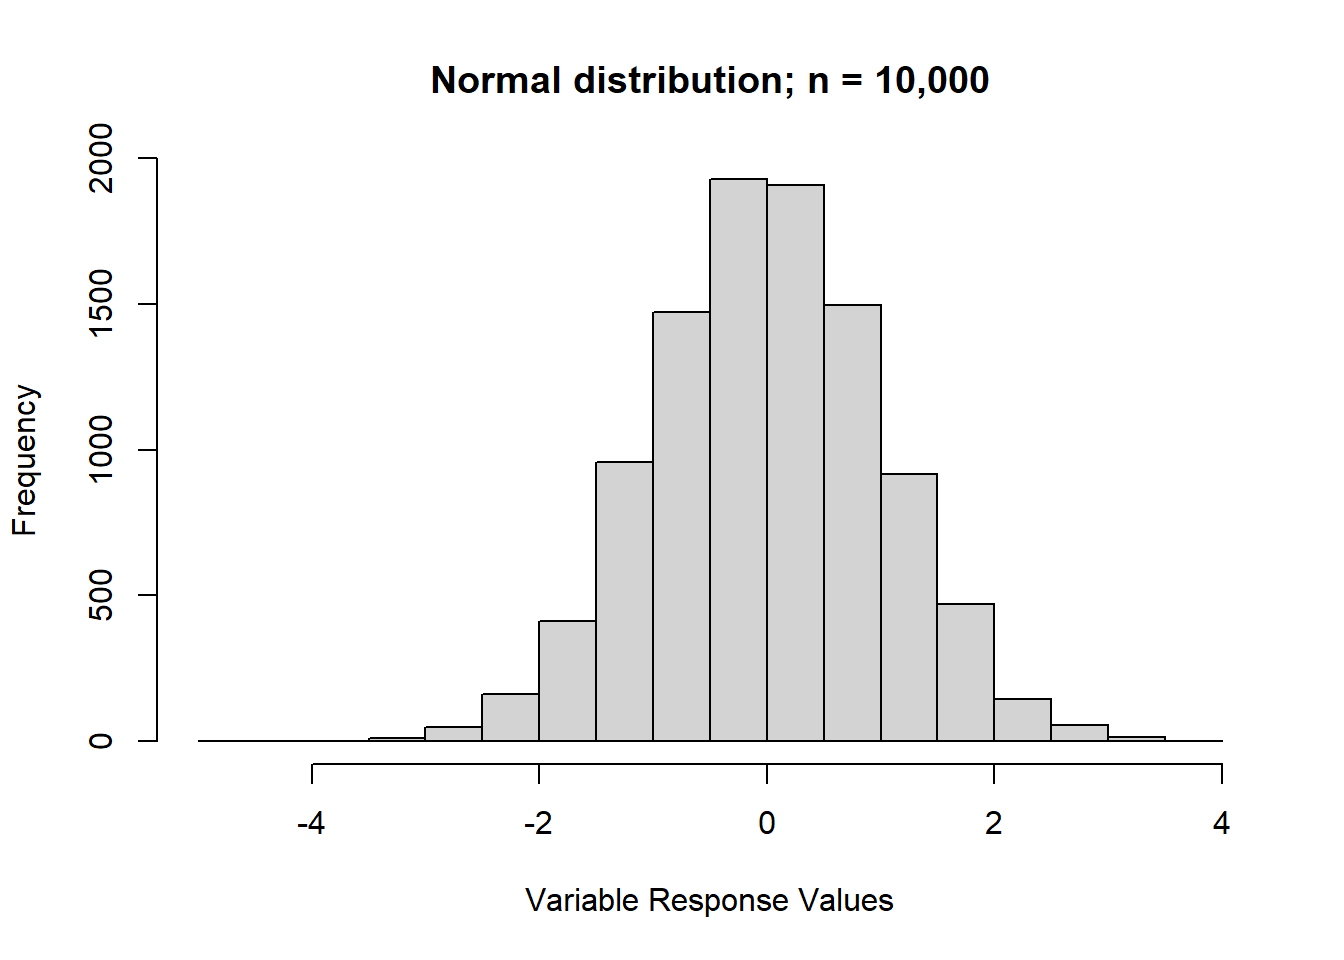 Normal distribution; n = 10,000
Frequency
2000
1500
1000
500
0
-4 -2 0 2 4
Variable Response Values